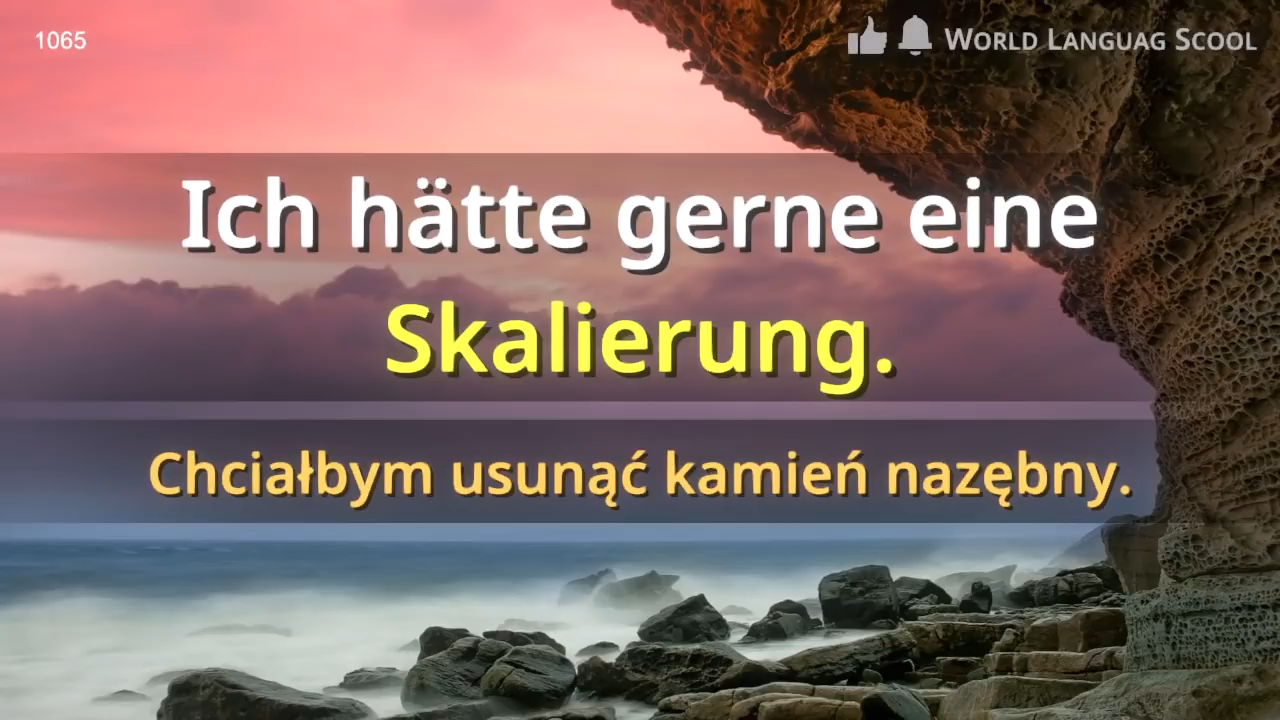 1065
World Languag Scool
Ich hätte gerne eine
Skalierung.
Chciałbym usunąć kamień nazębny.